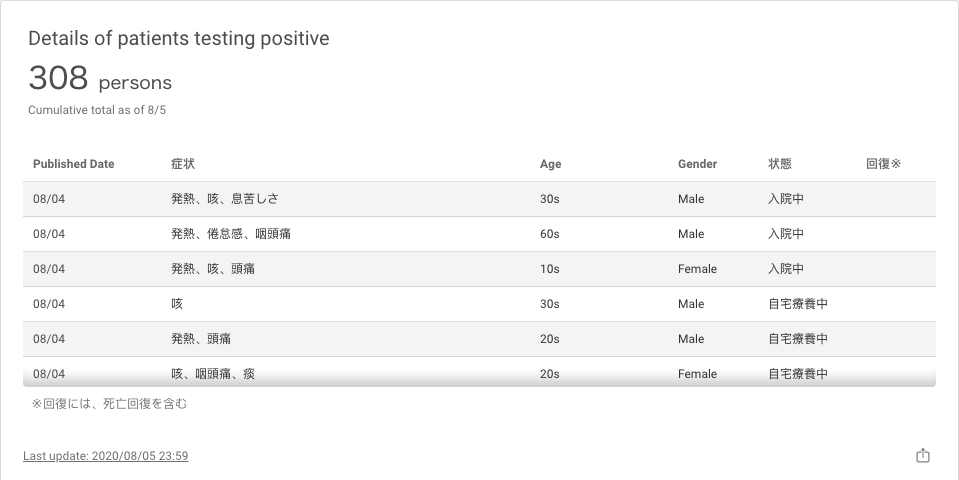 Details of patients testing positive
308 persons
Cumulative total as of 8/5
Published Date 症状 Age Gender 状態 回復※
08/04 発熱、咳、息苦しさ 30s Male 入院中
08/04 発熱、倦怠感、咽頭痛 60s Male 入院中
08/04 発熱、咳、頭痛 10s Female 入院中
08/04 咳 30s Male 自宅療養中
08/04 発熱、頭痛 20s Male 自宅療養中
08/04 咳、咽頭痛、痰 20s Female 自宅療養中
※回復には、死亡回復を含む
Last update: 2020/08/05 23:59